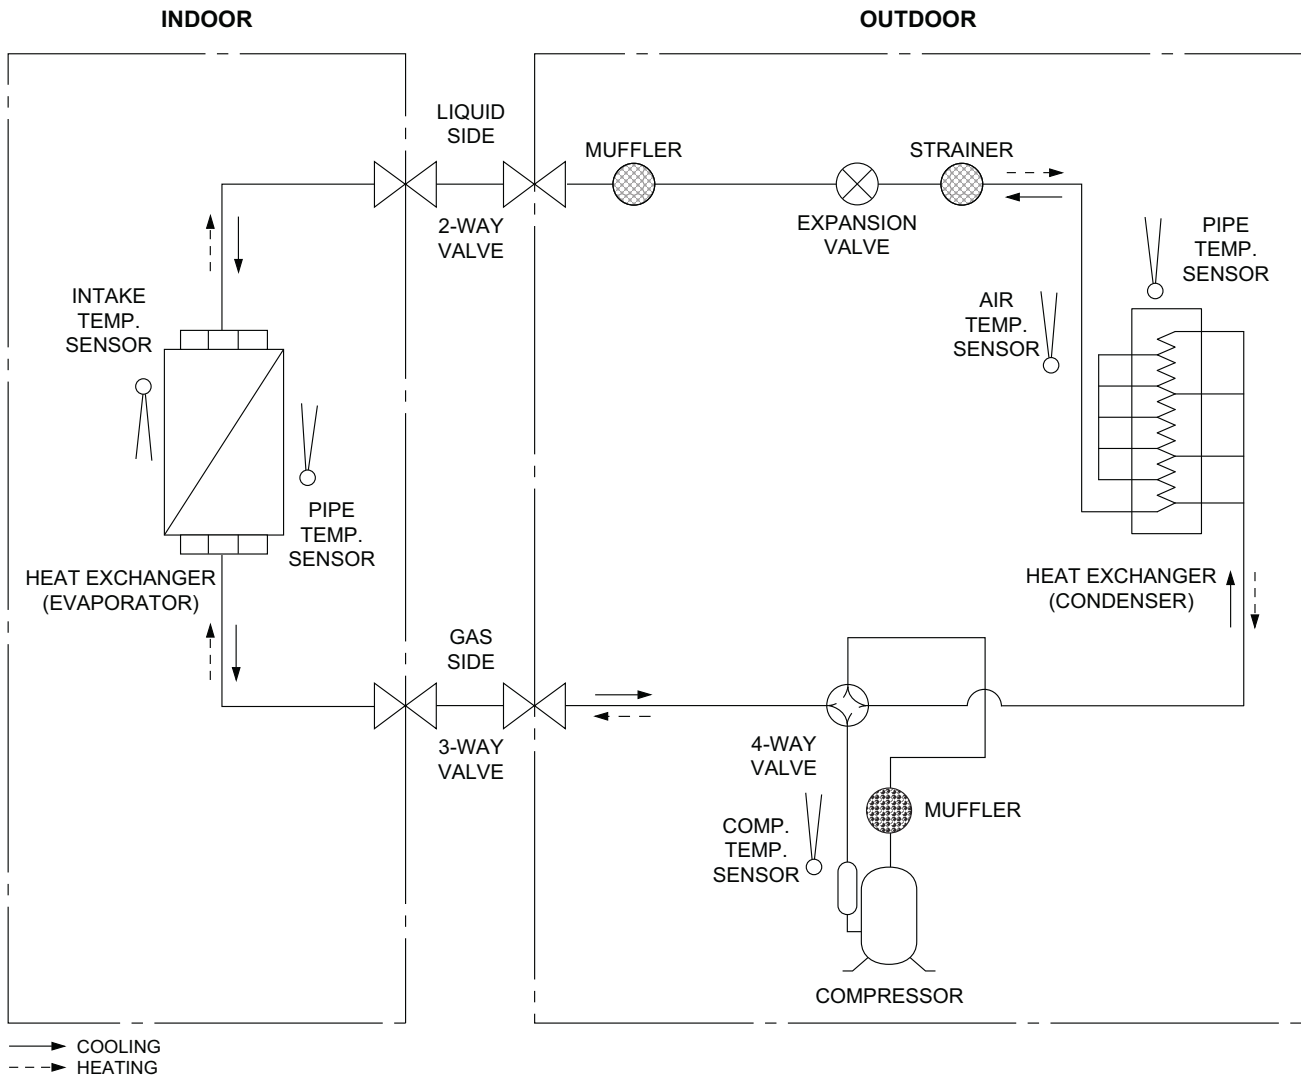 INDOOR
OUTDOOR
LIQUID
SIDE
MUFFLER
STRAINER
2-WAY
VALVE
EXPANSION
VALVE
PIPE
TEMP.
SENSOR
INTAKE
TEMP.
SENSOR
AIR
TEMP.
SENSOR
PIPE
TEMP.
SENSOR
HEAT EXCHANGER
(EVAPORATOR)
HEAT EXCHANGER
(CONDENSER)
GAS
SIDE
3-WAY
VALVE
4-WAY
VALVE
MUFFLER
COMP.
TEMP.
SENSOR
COMPRESSOR
COOLING
HEATING